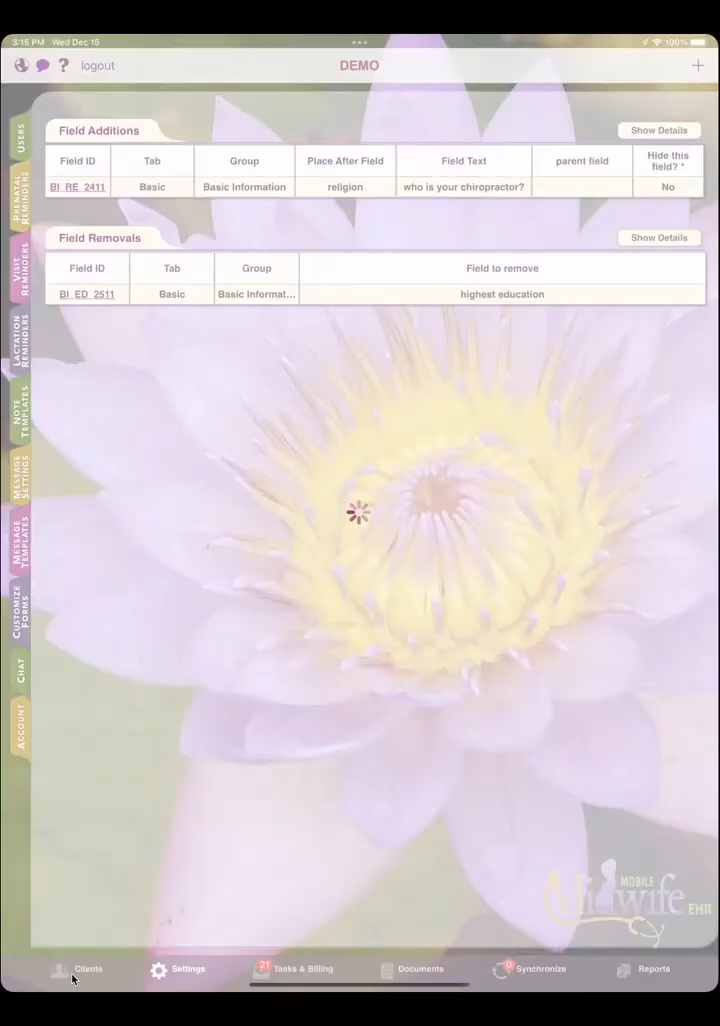 3:15 PM Wed Dec 15
100%
? logout
DEMO
Field Additions
Show Details
Field ID
Tab
Group
Place After Field
Field Text
parent field
Hide this field? *
BI_RE_2411
Basic
Basic Information
religion
who is your chiropractor?
No
Field Removals
Show Details
Field ID
Tab
Group
Field to remove
BI_ED_2511
Basic
Basic Informat...
highest education
USERS
PRENATAL REMINDERS
VISIT REMINDERS
LACTATION REMINDERS
NOTE TEMPLATES
MESSAGE SETTINGS
MESSAGE TEMPLATES
CUSTOMIZE FORMS
CHAT
ACCOUNT
MOBILE
Midwife EHR
Clients
Settings
21
Tasks & Billing
Documents
0
Synchronize
Reports